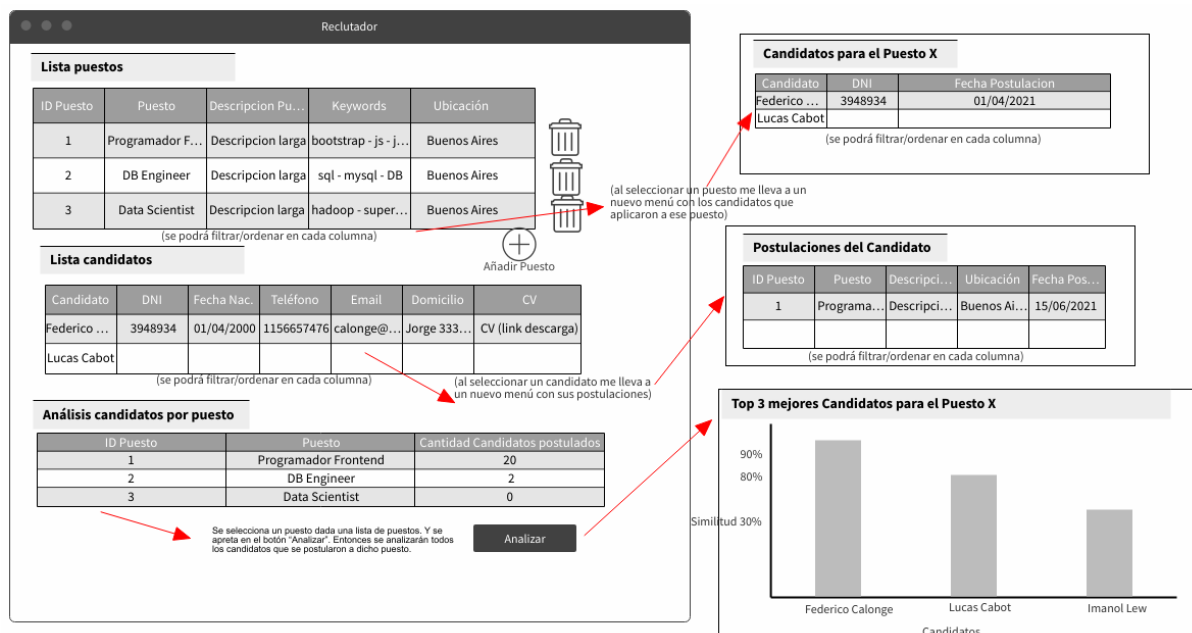 Reclutador
Lista puestos
ID Puesto Puesto Descripcion Pu... Keywords Ubicación
1 Programador F... Descripcion larga bootstrap - js - j... Buenos Aires
2 DB Engineer Descripcion larga sql - mysql - DB Buenos Aires
3 Data Scientist Descripcion larga hadoop - super... Buenos Aires
(se podrá filtrar/ordenar en cada columna)
Añadir Puesto
(al seleccionar un puesto me lleva a un
nuevo menú con los candidatos que
aplicaron a ese puesto)
Lista candidatos
Candidato DNI Fecha Nac. Teléfono Email Domicilio CV
Federico ... 3948934 01/04/2000 1156657476 calonge@... Jorge 333... CV (link descarga)
Lucas Cabot
(se podrá filtrar/ordenar en cada columna)
(al seleccionar un candidato me lleva a
un nuevo menú con sus postulaciones)
Análisis candidatos por puesto
ID Puesto Puesto Cantidad Candidatos postulados
1 Programador Frontend 20
2 DB Engineer 2
3 Data Scientist 0
Se selecciona un puesto dada una lista de puestos. Y se
apreta en el botón "Analizar". Entonces se analizarán todos
los candidatos que se postularon a dicho puesto.
Analizar
Candidatos para el Puesto X
Candidato DNI Fecha Postulacion
Federico ... 3948934 01/04/2021
Lucas Cabot
(se podrá filtrar/ordenar en cada columna)
Postulaciones del Candidato
ID Puesto Puesto Descripci... Ubicación Fecha Pos...
1 Programa... Descripci... Buenos Ai... 15/06/2021
(se podrá filtrar/ordenar en cada columna)
Top 3 mejores Candidatos para el Puesto X
90%
80%
Similitud 30%
Federico Calonge Lucas Cabot Imanol Lew
Candidatos